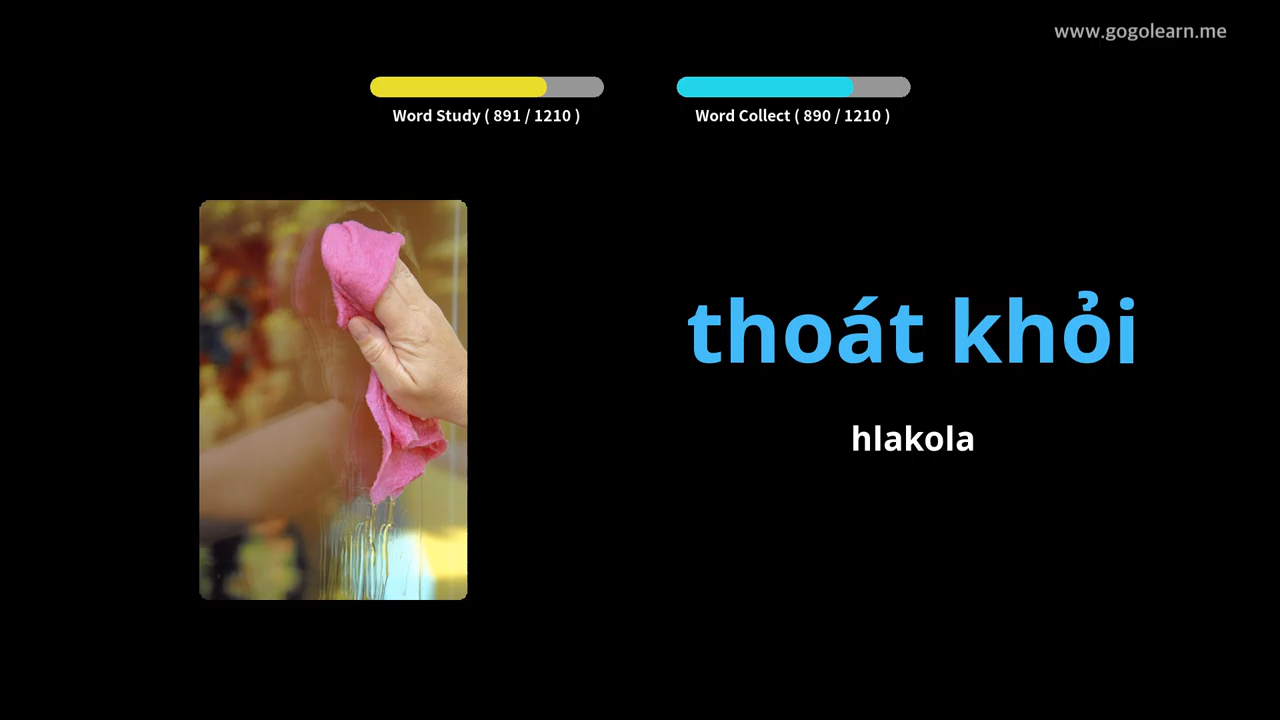 www.gogolearn.me
Word Study ( 891 / 1210 )
Word Collect ( 890 / 1210 )
thoát khỏi
hlakola